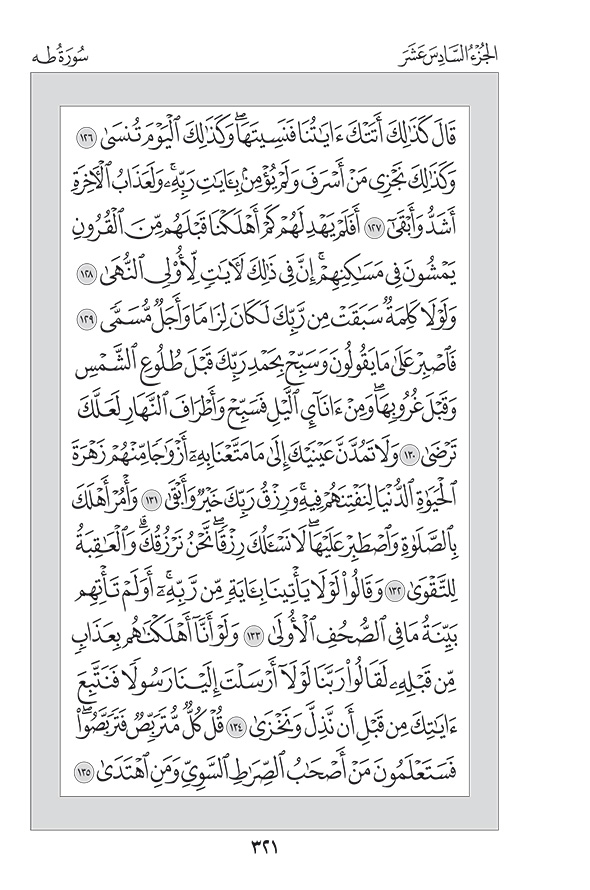 الجُزْءُ السَّادِسَ عَشَرَ
سُورَةُ طه
قَالَ كَذَٰلِكَ أَتَتْكَ ءَايَٰتُنَا فَنَسِيتَهَاۖ وَكَذَٰلِكَ ٱلْيَوْمَ تُنسَىٰ ١٢٦
وَكَذَٰلِكَ نَجْزِى مَنْ أَسْرَفَ وَلَمْ يُؤْمِنۢ بِـَٔايَٰتِ رَبِّهِۦۚ وَلَعَذَابُ ٱلْأَخِرَةِ
أَشَدُّ وَأَبْقَىٰٓ ١٢٧ أَفَلَمْ يَهْدِ لَهُمْ كَمْ أَهْلَكْنَا قَبْلَهُم مِّنَ ٱلْقُرُونِ
يَمْشُونَ فِى مَسَٰكِنِهِمْۗ إِنَّ فِى ذَٰلِكَ لَـَٔايَٰتٍ لِّأُو۟لِى ٱلنُّهَىٰ ١٢٨
وَلَوْلَا كَلِمَةٌ سَبَقَتْ مِن رَّبِّكَ لَكَانَ لِزَامًا وَأَجَلٌ مُّسَمًّى ١٢٩
فَٱصْبِرْ عَلَىٰ مَا يَقُولُونَ وَسَبِّحْ بِحَمْدِ رَبِّكَ قَبْلَ طُلُوعِ ٱلشَّمْسِ
وَقَبْلَ غُرُوبِهَاۖ وَمِنْ ءَانَآئِ ٱلَّيْلِ فَسَبِّحْ وَأَطْرَافَ ٱلنَّهَارِ لَعَلَّكَ
تَرْضَىٰ ١٣٠ وَلَا تَمُدَّنَّ عَيْنَيْكَ إِلَىٰ مَا مَتَّعْنَا بِهِۦٓ أَزْوَٰجًا مِّنْهُمْ زَهْرَةَ
ٱلْحَيَوٰةِ ٱلدُّنْيَا لِنَفْتِنَهُمْ فِيهِۚ وَرِزْقُ رَبِّكَ خَيْرٌ وَأَبْقَىٰ ١٣١ وَأْمُرْ أَهْلَكَ
بِٱلصَّلَوٰةِ وَٱصْطَبِرْ عَلَيْهَاۖ لَا نَسْـَٔلُكَ رِزْقًاۖ نَّحْنُ نَرْزُقُكَۗ وَٱلْعَٰقِبَةُ
لِلتَّقْوَىٰ ١٣٢ وَقَالُوا۟ لَوْلَا يَأْتِينَا بِـَٔايَةٍ مِّن رَّبِّهِۦٓۚ أَوَلَمْ تَأْتِهِم
بَيِّنَةُ مَا فِى ٱلصُّحُفِ ٱلْأُولَىٰ ١٣٣ وَلَوْ أَنَّآ أَهْلَكْنَٰهُم بِعَذَابٍ
مِّن قَبْلِهِۦ لَقَالُوا۟ رَبَّنَا لَوْلَآ أَرْسَلْتَ إِلَيْنَا رَسُولًا فَنَتَّبِعَ
ءَايَٰتِكَ مِن قَبْلِ أَن نَّذِلَّ وَنَخْزَىٰ ١٣٤ قُلْ كُلٌّ مُّتَرَبِّصٌ فَتَرَبَّصُوا۟ۖ
فَسَتَعْلَمُونَ مَنْ أَصْحَٰبُ ٱلصِّرَٰطِ ٱلسَّوِىِّ وَمَنِ ٱهْتَدَىٰ ١٣٥
٣٢١